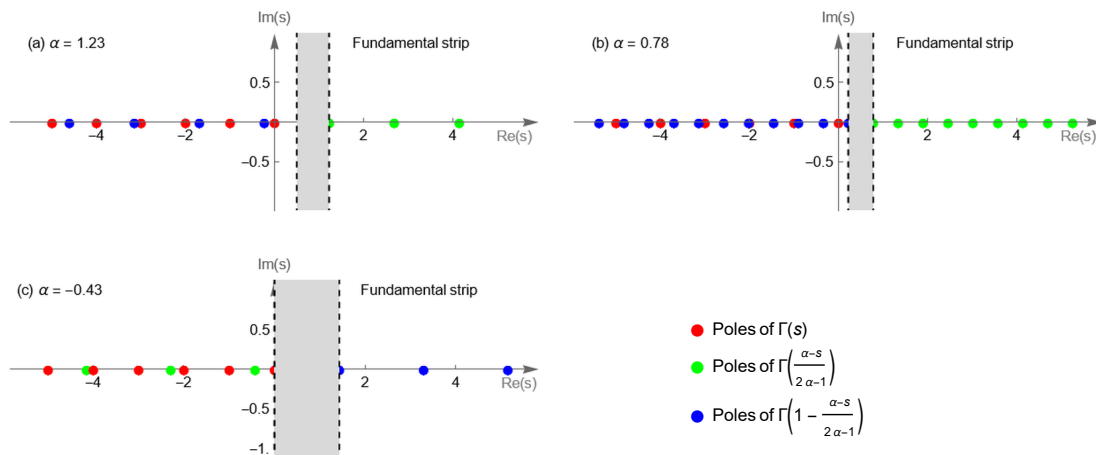 Im(s)
(a) α = 1.23
Fundamental strip
0.5
−4
−2
2
4
Re(s)
−0.5
Im(s)
(b) α = 0.78
Fundamental strip
0.5
−4
−2
2
4
Re(s)
−0.5
Im(s)
(c) α = −0.43
Fundamental strip
0.5
−4
−2
2
4
Re(s)
−0.5
−1.
Poles of Γ(s)
Poles of Γ(α−s / 2 α−1)
Poles of Γ(1 − α−s / 2 α−1)